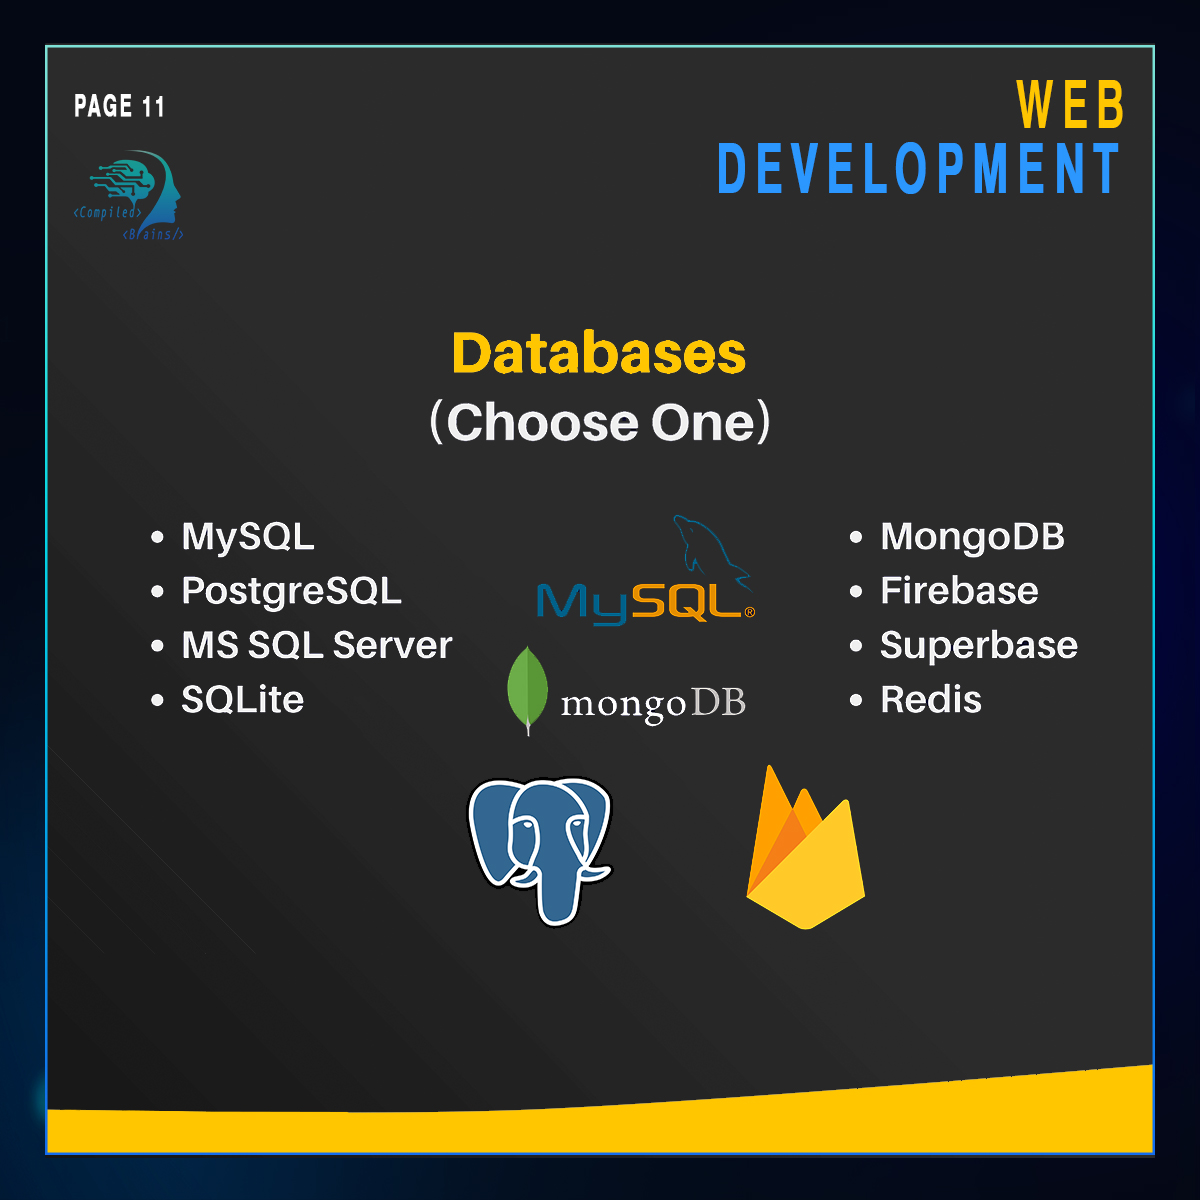 PAGE 11
WEB
DEVELOPMENT
<Compiled>
<Brains/>
Databases
(Choose One)
• MySQL
• PostgreSQL
• MS SQL Server
• SQLite
MySQL®
mongoDB
• MongoDB
• Firebase
• Superbase
• Redis